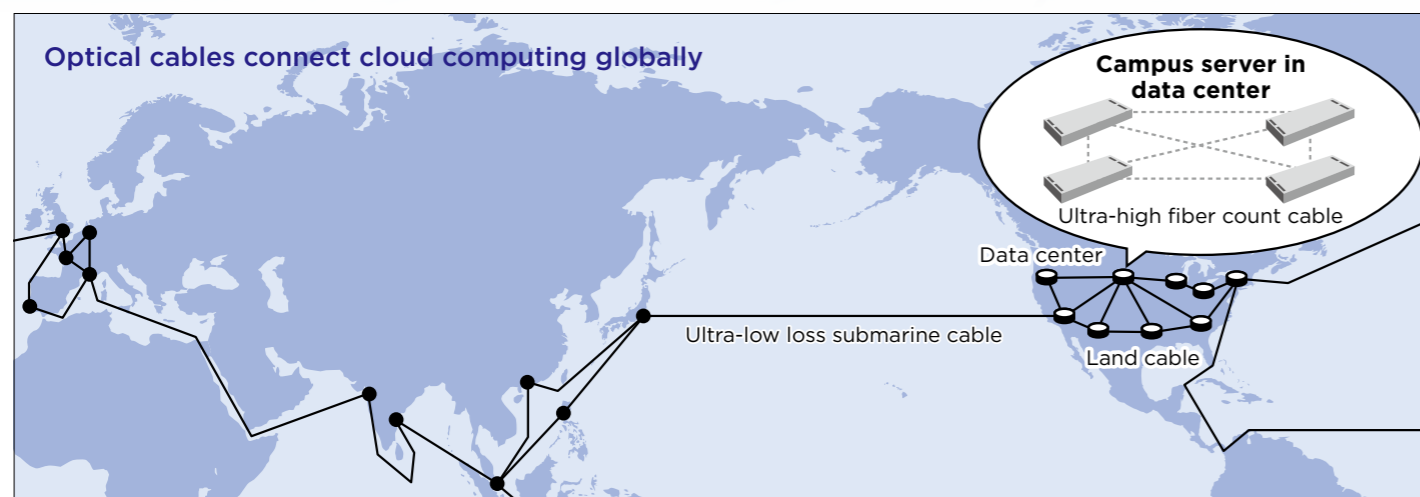 Optical cables connect cloud computing globally
Campus server in
data center
Ultra-high fiber count cable
Data center
Ultra-low loss submarine cable
Land cable